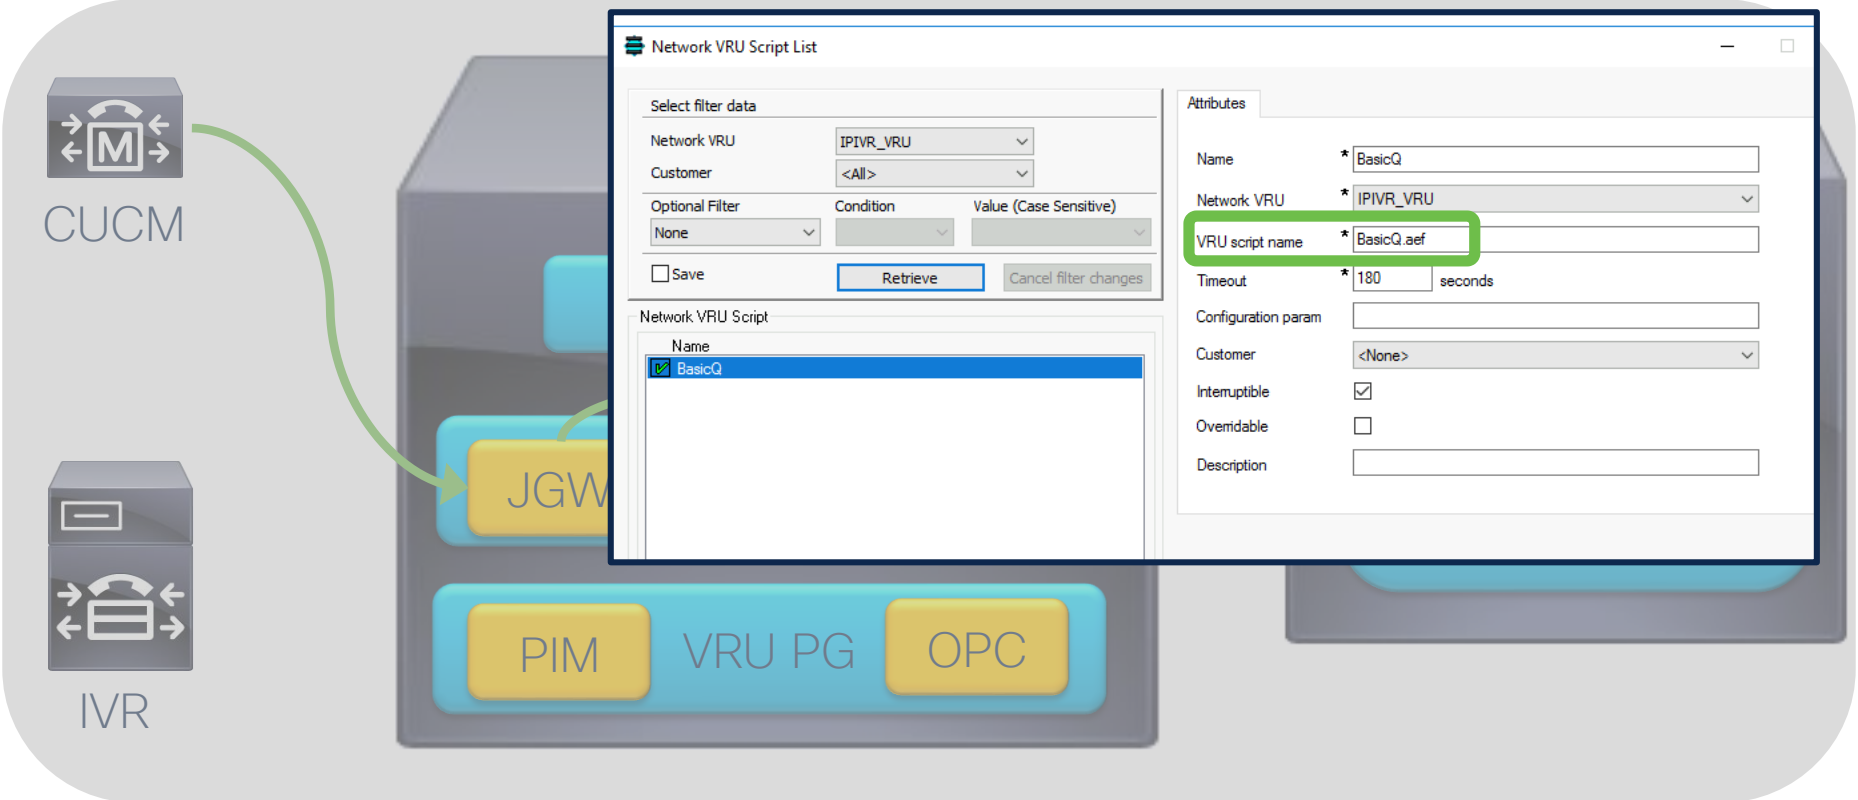 Network VRU Script List
Select filter data
Network VRU IPIVR_VRU
Customer <All>
Optional Filter Condition Value (Case Sensitive)
None
Save Retrieve Cancel filter changes
Network VRU Script
Name
BasicQ
Attributes
Name * BasicQ
Network VRU * IPIVR_VRU
VRU script name * BasicQ.aef
Timeout * 180 seconds
Configuration param
Customer <None>
Interruptible
Overridable
Description
M
CUCM
JGW
PIM VRU PG OPC
IVR